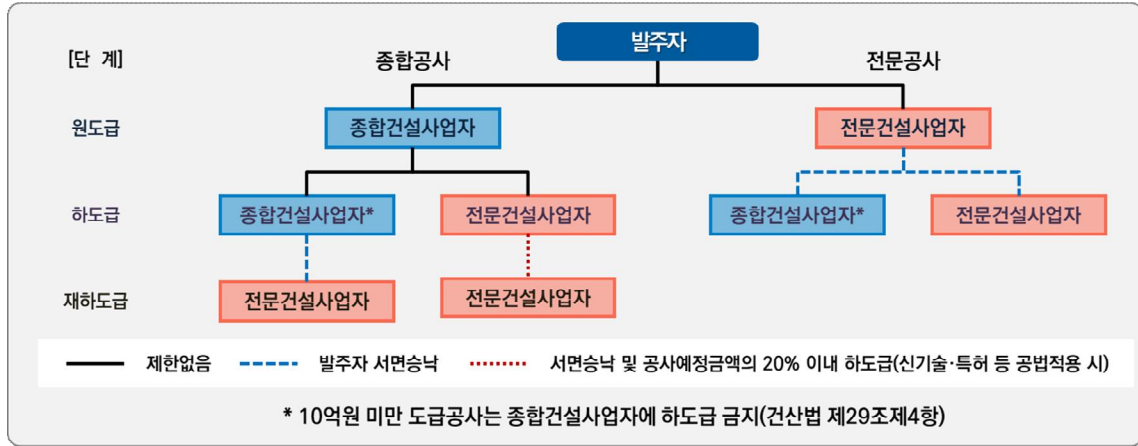 발주자
[단 계]
종합공사
전문공사
원도급
종합건설사업자
전문건설사업자
하도급
종합건설사업자*
전문건설사업자
종합건설사업자*
전문건설사업자
재하도급
전문건설사업자
전문건설사업자
제한없음
발주자 서면승낙
서면승낙 및 공사예정금액의 20% 이내 하도급(신기술·특허 등 공법적용 시)
* 10억원 미만 도급공사는 종합건설사업자에 하도급 금지(건산법 제29조제4항)